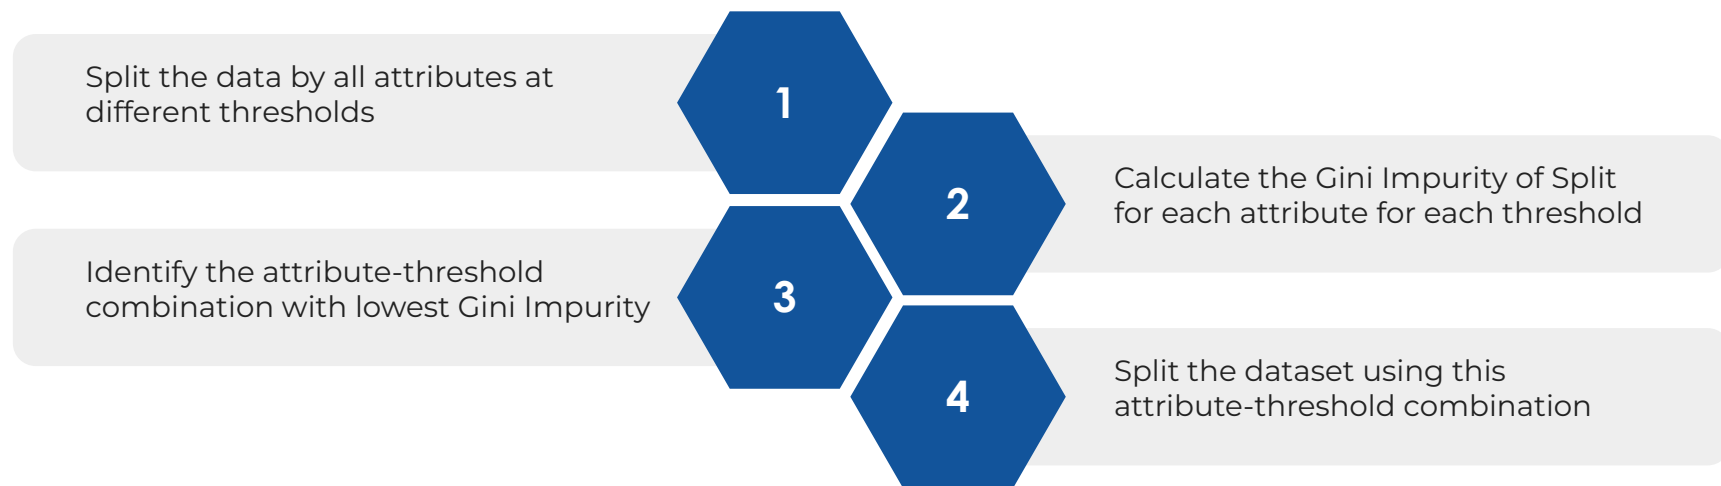 Split the data by all attributes at
different thresholds
1
2
Calculate the Gini Impurity of Split
for each attribute for each threshold
Identify the attribute-threshold
combination with lowest Gini Impurity
3
4
Split the dataset using this
attribute-threshold combination